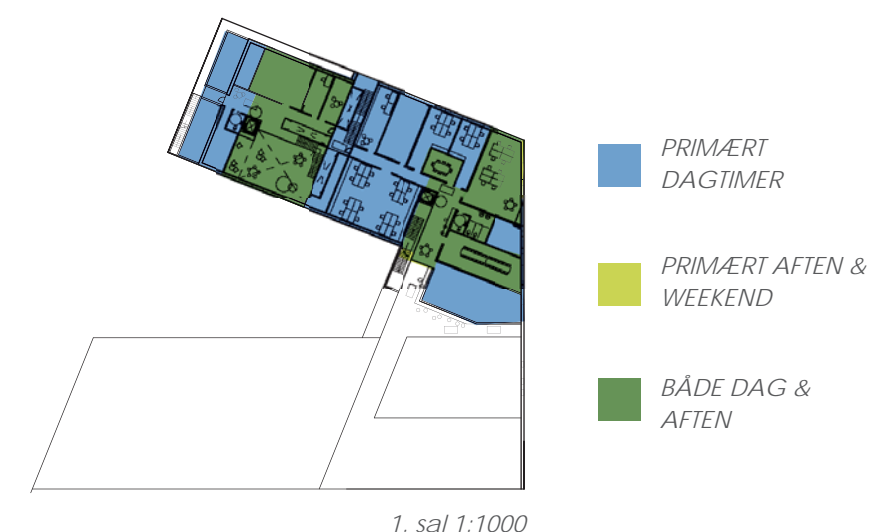 PRIMÆRT
DAGTIMER
PRIMÆRT AFTEN &
WEEKEND
BÅDE DAG &
AFTEN
1. sal 1:1000